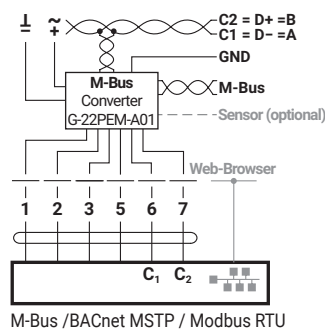 ⊥ ~ C2 = D+ =B
= + C1 = D− =A
GND
M-Bus
Converter
G-22PEM-A01
M-Bus
Sensor (optional)
Web-Browser
1 2 3 5 6 7
C₁ C₂
M-Bus /BACnet MSTP / Modbus RTU